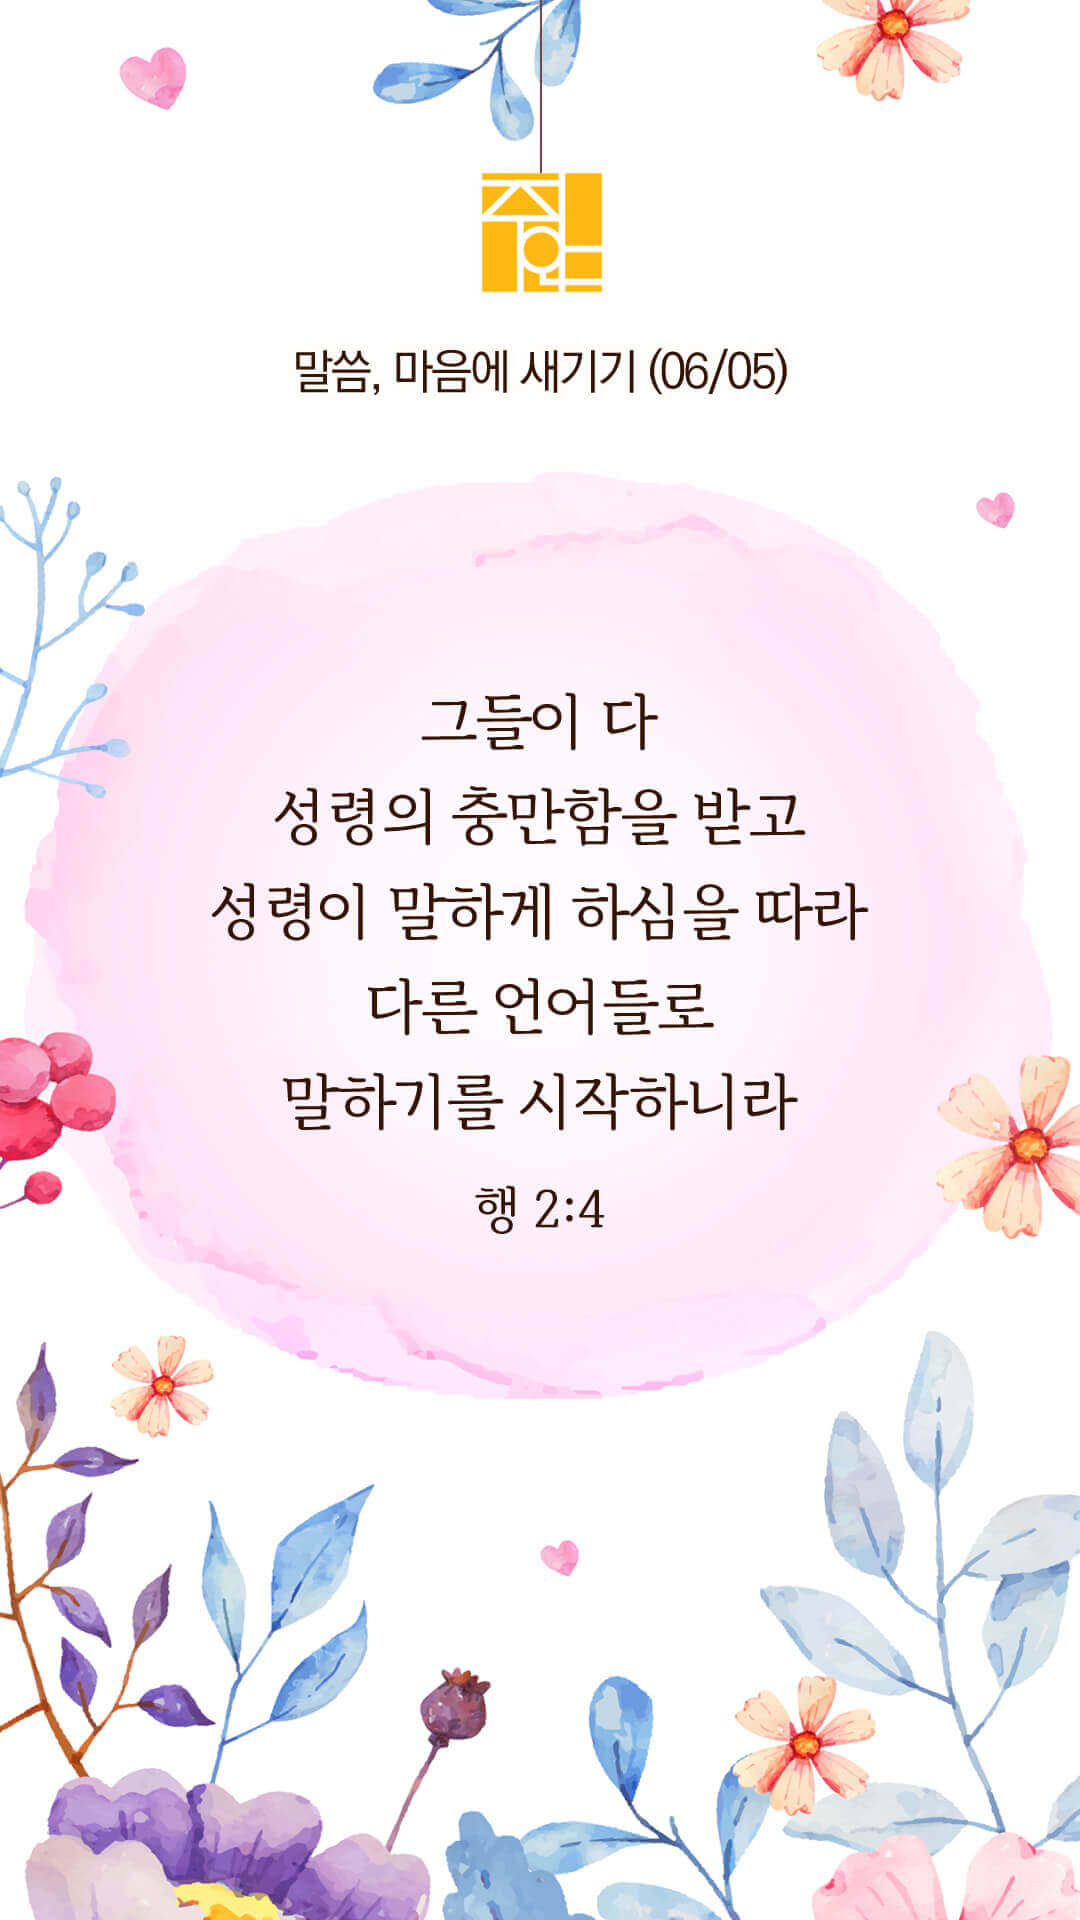 주인
말씀, 마음에 새기기 (06/05)
그들이 다
성령의 충만함을 받고
성령이 말하게 하심을 따라
다른 언어들로
말하기를 시작하니라
행 2:4